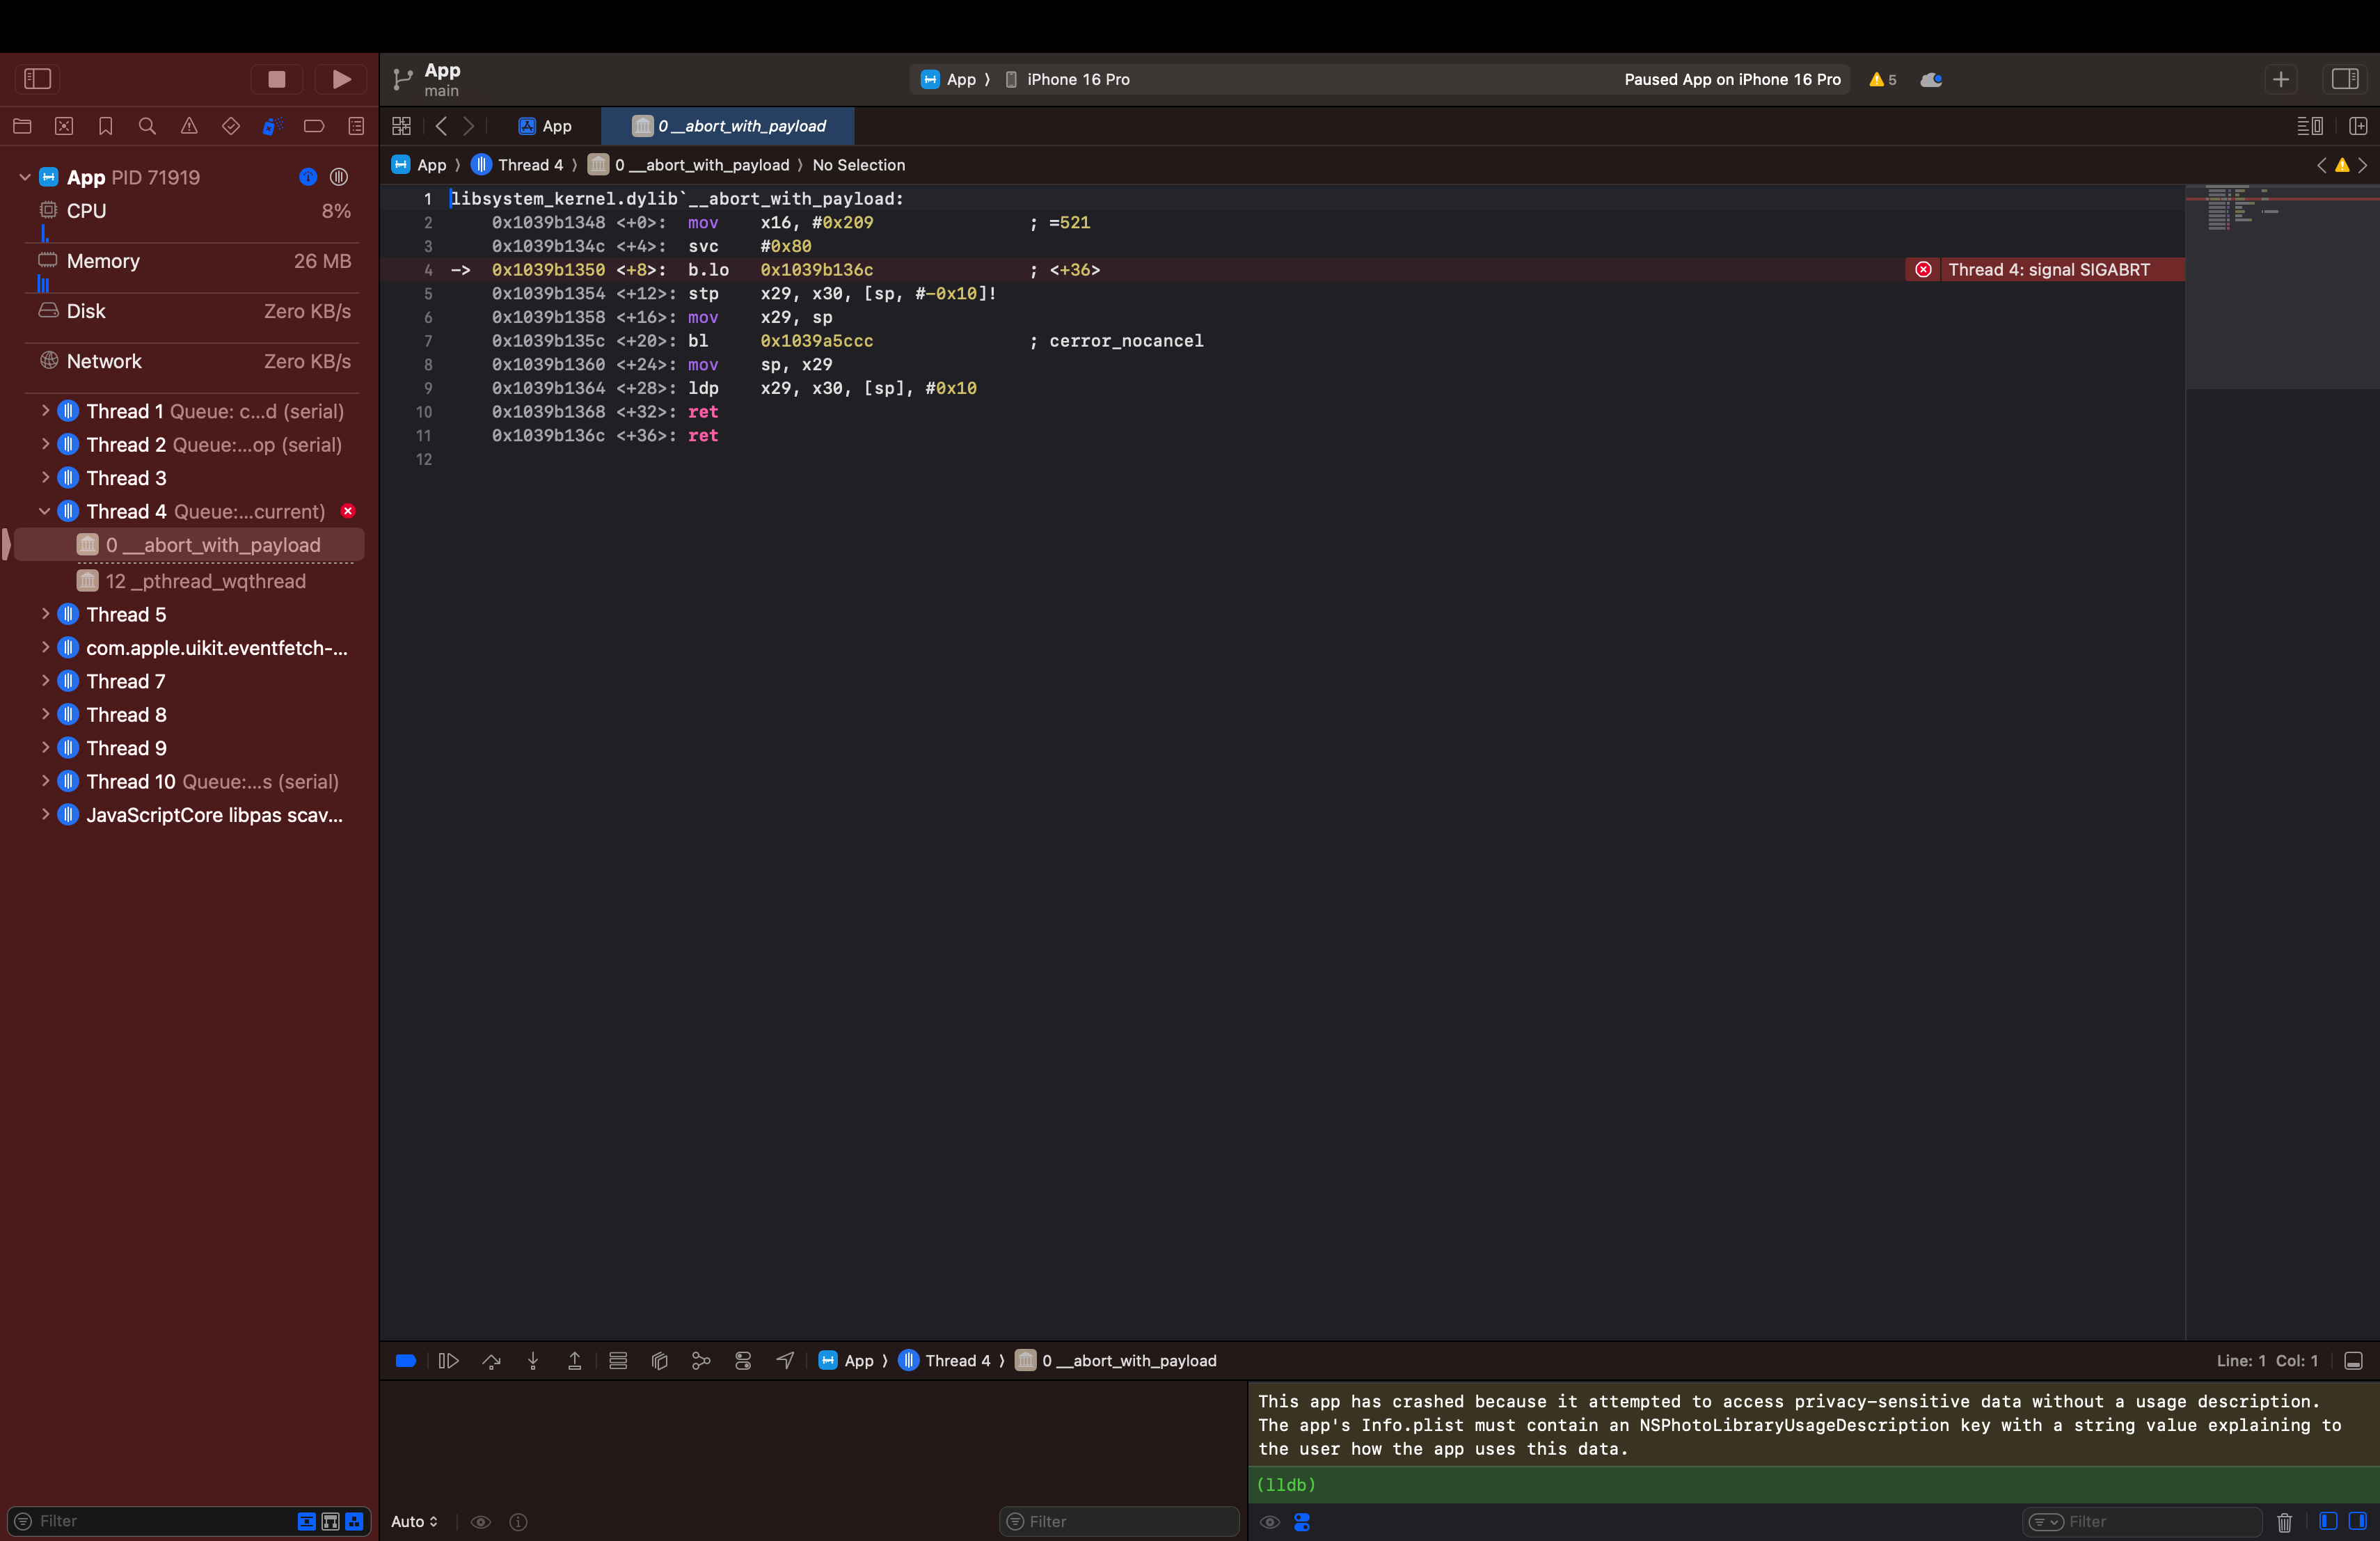 App
main
App ⟩ iPhone 16 Pro
Paused App on iPhone 16 Pro
5
App
0 __abort_with_payload
App ⟩ Thread 4 ⟩ 0 __abort_with_payload ⟩ No Selection
App PID 71919
CPU 8%
Memory 26 MB
Disk Zero KB/s
Network Zero KB/s
Thread 1 Queue: c...d (serial)
Thread 2 Queue:...op (serial)
Thread 3
Thread 4 Queue:...current)
0 __abort_with_payload
12 _pthread_wqthread
Thread 5
com.apple.uikit.eventfetch-...
Thread 7
Thread 8
Thread 9
Thread 10 Queue:...s (serial)
JavaScriptCore libpas scav...
Filter
1 libsystem_kernel.dylib`__abort_with_payload:
2 0x1039b1348 <+0>: mov x16, #0x209 ; =521
3 0x1039b134c <+4>: svc #0x80
4 -> 0x1039b1350 <+8>: b.lo 0x1039b136c ; <+36>
Thread 4: signal SIGABRT
5 0x1039b1354 <+12>: stp x29, x30, [sp, #-0x10]!
6 0x1039b1358 <+16>: mov x29, sp
7 0x1039b135c <+20>: bl 0x1039a5ccc ; cerror_nocancel
8 0x1039b1360 <+24>: mov sp, x29
9 0x1039b1364 <+28>: ldp x29, x30, [sp], #0x10
10 0x1039b1368 <+32>: ret
11 0x1039b136c <+36>: ret
12
App ⟩ Thread 4 ⟩ 0 __abort_with_payload
Line: 1 Col: 1
This app has crashed because it attempted to access privacy-sensitive data without a usage description.
The app's Info.plist must contain an NSPhotoLibraryUsageDescription key with a string value explaining to
the user how the app uses this data.
(lldb)
Auto
Filter
Filter